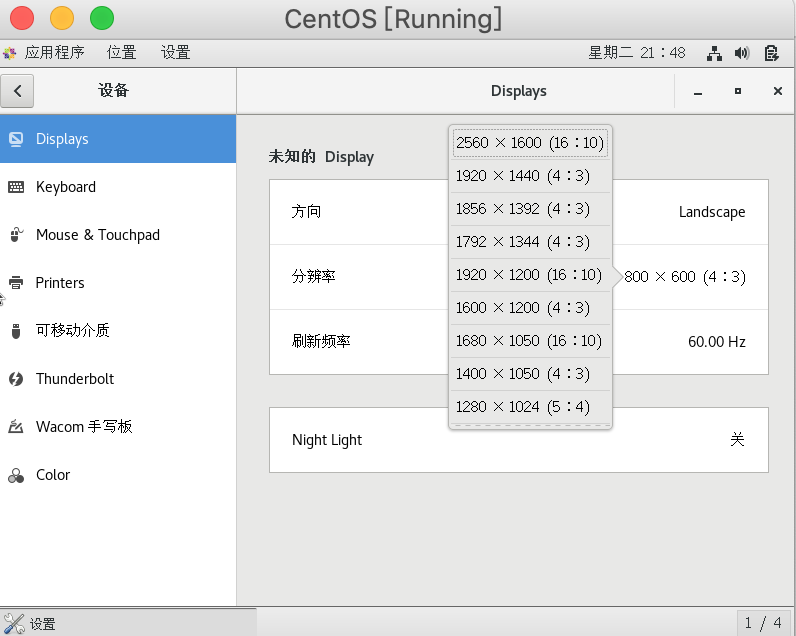 CentOS [Running]
应用程序 位置 设置 星期二 21：48
设备 Displays
Displays
Keyboard
Mouse & Touchpad
Printers
可移动介质
Thunderbolt
Wacom 手写板
Color
未知的 Display
方向 Landscape
分辨率 800 × 600 (4：3)
刷新频率 60.00 Hz
Night Light 关
2560 × 1600 (16：10)
1920 × 1440 (4：3)
1856 × 1392 (4：3)
1792 × 1344 (4：3)
1920 × 1200 (16：10)
1600 × 1200 (4：3)
1680 × 1050 (16：10)
1400 × 1050 (4：3)
1280 × 1024 (5：4)
设置 1 / 4